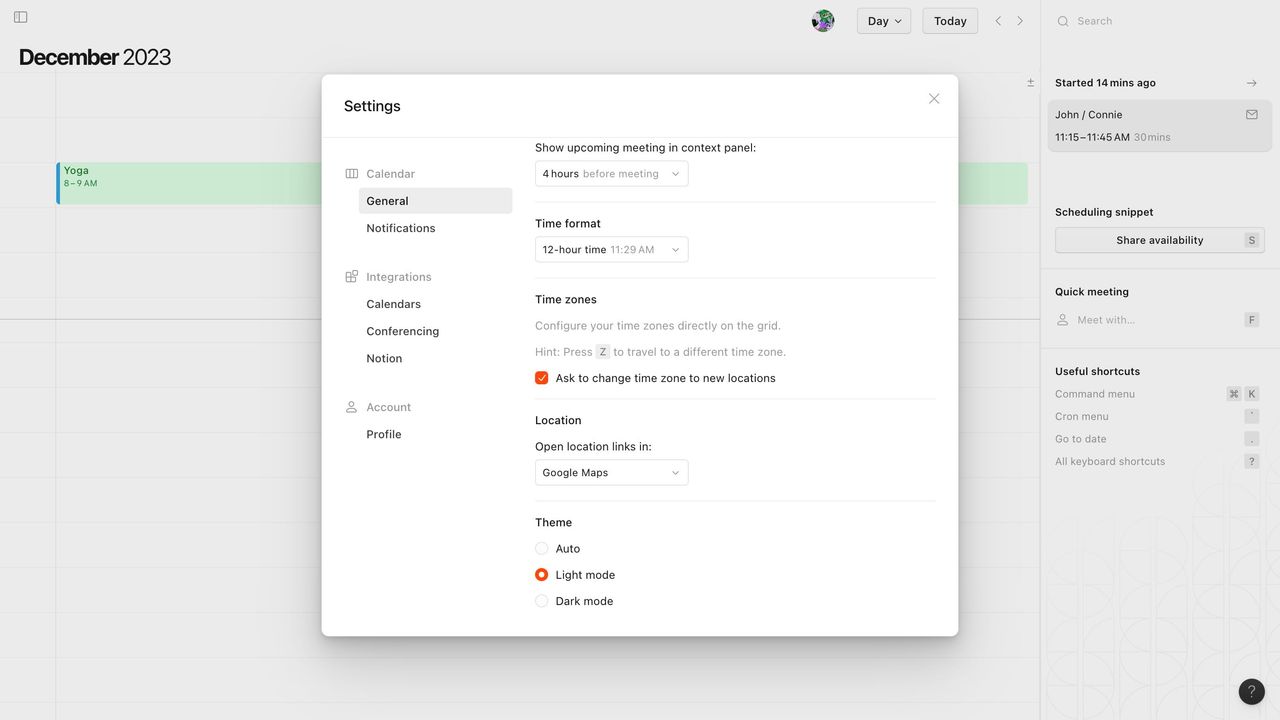 Day
Today
Search
December 2023
±
Started 14 mins ago
John / Connie
11:15–11:45 AM 30 mins
Yoga
8–9 AM
Scheduling snippet
Share availability S
Quick meeting
Meet with... F
Useful shortcuts
Command menu ⌘ K
Cron menu `
Go to date .
All keyboard shortcuts ?
?
Settings
Calendar
General
Notifications
Integrations
Calendars
Conferencing
Notion
Account
Profile
Show upcoming meeting in context panel:
4 hours before meeting
Time format
12-hour time 11:29 AM
Time zones
Configure your time zones directly on the grid.
Hint: Press Z to travel to a different time zone.
Ask to change time zone to new locations
Location
Open location links in:
Google Maps
Theme
Auto
Light mode
Dark mode